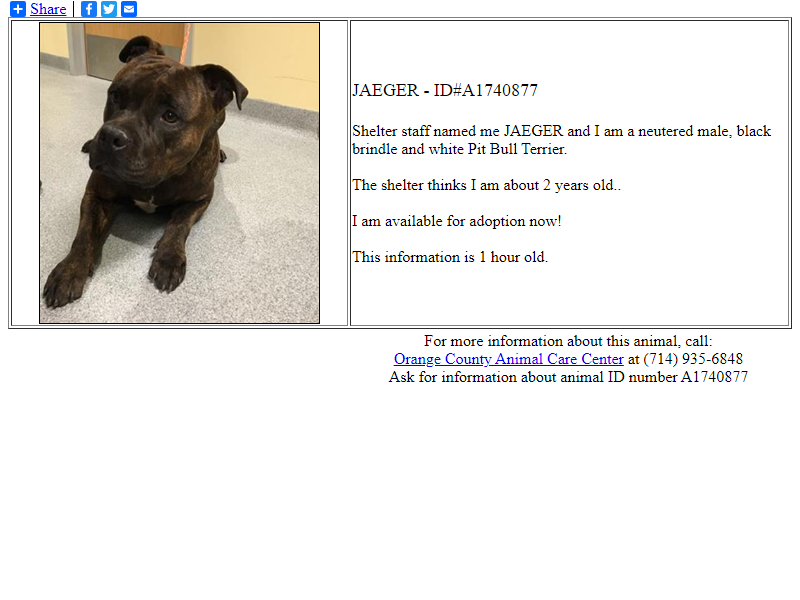 Share |
JAEGER - ID#A1740877
Shelter staff named me JAEGER and I am a neutered male, black
brindle and white Pit Bull Terrier.
The shelter thinks I am about 2 years old..
I am available for adoption now!
This information is 1 hour old.
For more information about this animal, call:
Orange County Animal Care Center at (714) 935-6848
Ask for information about animal ID number A1740877